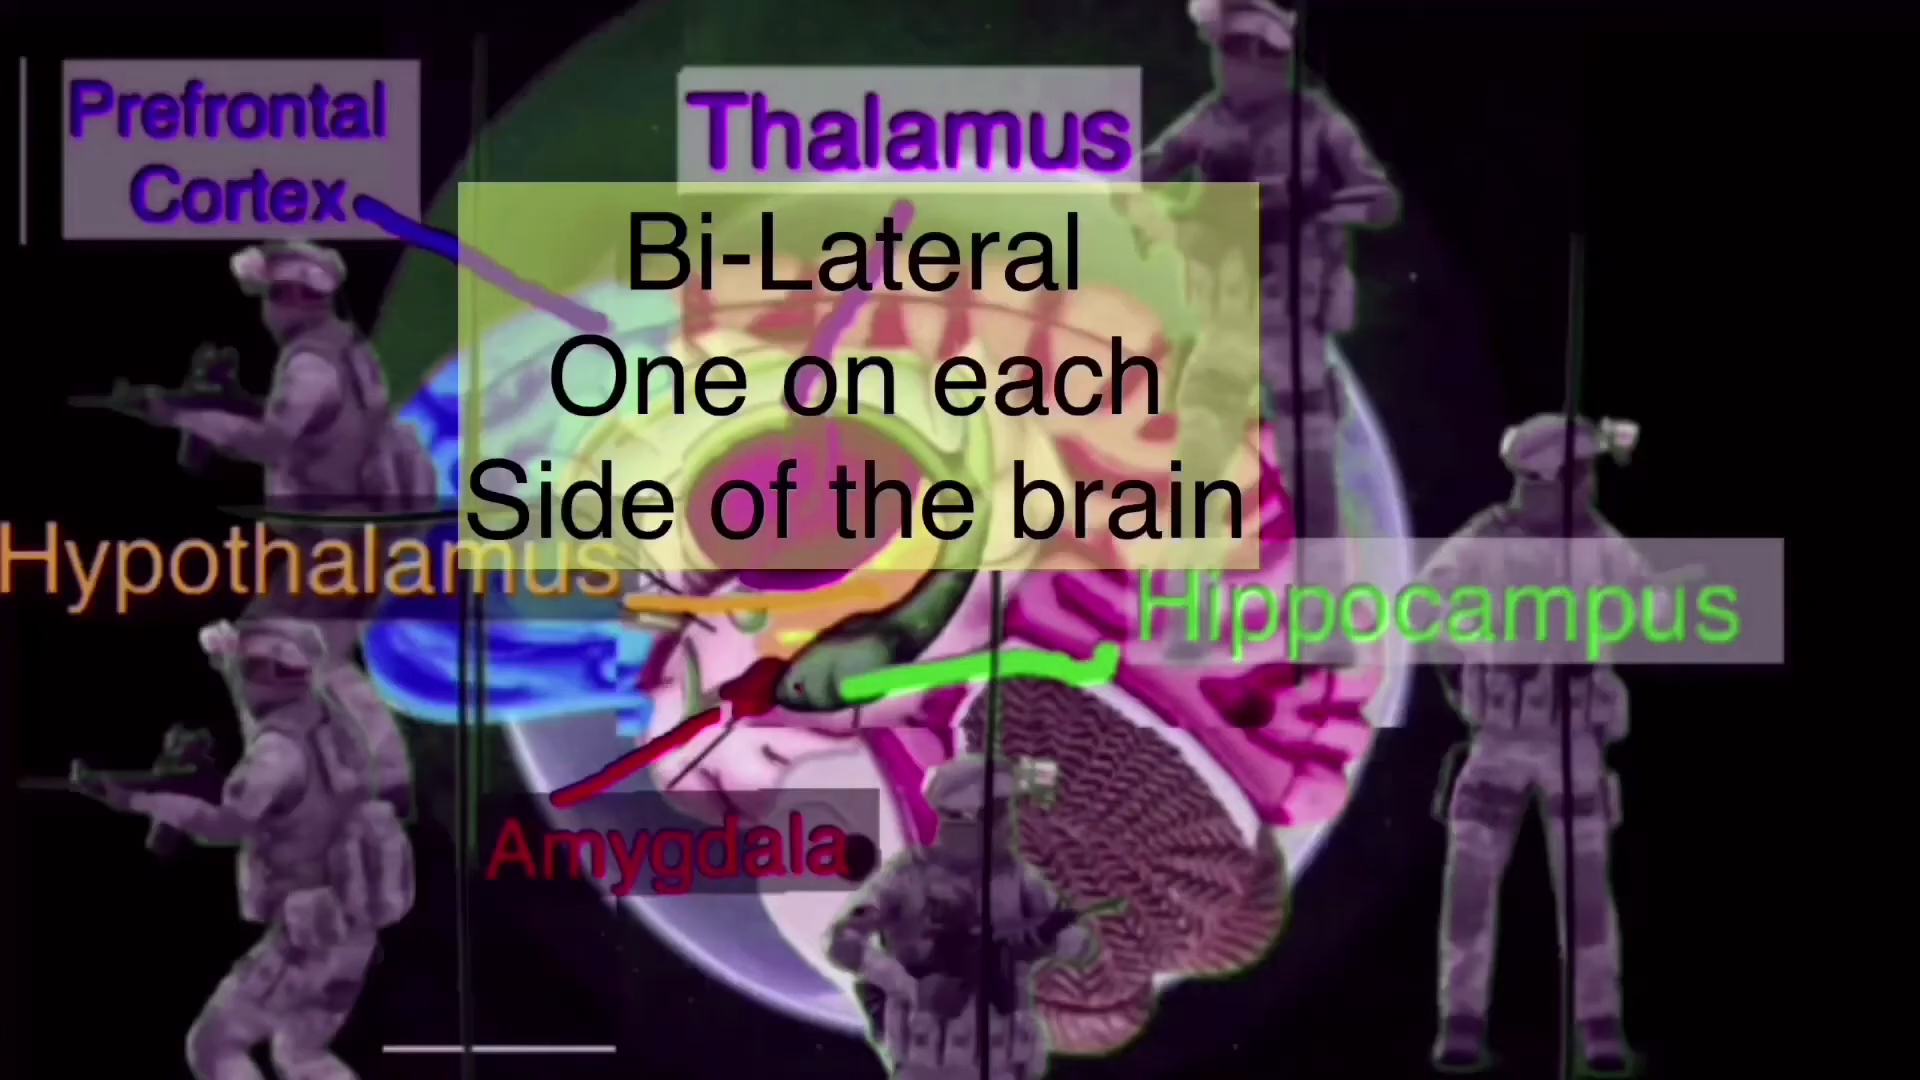 Prefrontal
Cortex
Thalamus
Bi-Lateral
One on each
Side of the brain
Hypothalamus
Hippocampus
Amygdala